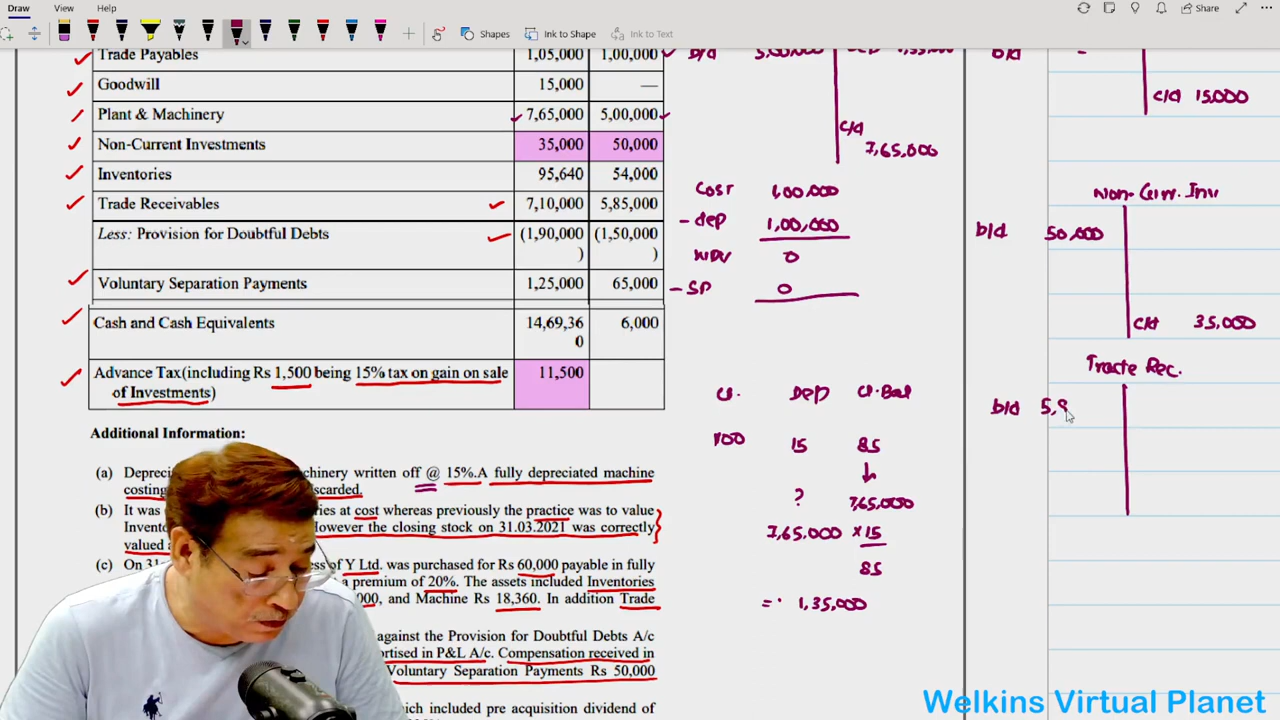 Draw View Help
Share
Shapes Ink to Shape Ink to Text
Trade Payables 1,05,000 1,00,000
Goodwill 15,000 —
Plant & Machinery 7,65,000 5,00,000
Non-Current Investments 35,000 50,000
Inventories 95,640 54,000
Trade Receivables 7,10,000 5,85,000
Less: Provision for Doubtful Debts (1,90,000 (1,50,000
) )
Voluntary Separation Payments 1,25,000 65,000
Cash and Cash Equivalents 14,69,36 6,000
0
Advance Tax(including Rs 1,500 being 15% tax on gain on sale 11,500
of Investments)
Additional Information:
(a) Depreci chinery written off @ 15%.A fully depreciated machine
costing scarded.
(b) It was ries at cost whereas previously the practice was to value
Invent However the closing stock on 31.03.2021 was correctly
valued a
(c) On 31 ess of Y Ltd. was purchased for Rs 60,000 payable in fully
a premium of 20%. The assets included Inventories
000, and Machine Rs 18,360. In addition Trade
against the Provision for Doubtful Debts A/c
ortised in P&L A/c. Compensation received in
Voluntary Separation Payments Rs 50,000
hich included pre acquisition dividend of
b/d 5,00,000
c/d
7,65,000
Cost 1,00,000
- dep 1,00,000
WDV 0
- SP 0
Dep
100 15 85
? 7,65,000
7,65,000 × 15
85
= 1,35,000
b/d -
c/d 15,000
Non-Curr. Inv
b/d 50,000
c/d 35,000
Trade Rec.
b/d 5,8
Welkins Virtual Planet